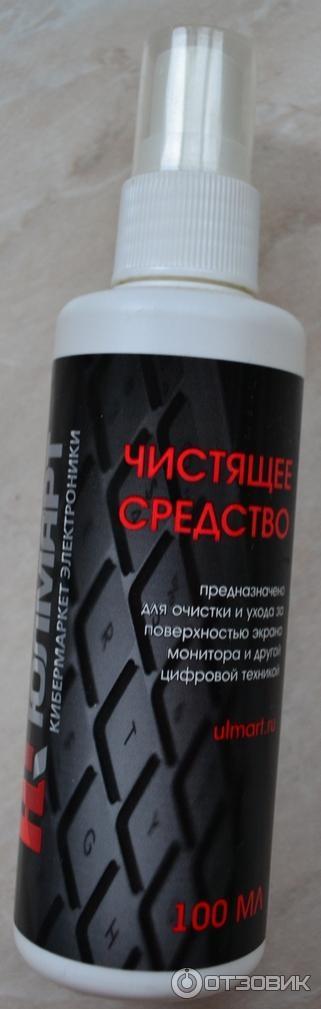 ЮЛМАРТ
КИБЕРМАРКЕТ ЭЛЕКТРОНИКИ
ЧИСТЯЩЕЕ
СРЕДСТВО
предназначено
для очистки и ухода за
поверхностью экрана
монитора и другой
цифровой техникой
ulmart.ru
R
T
Y
G
H
100 МЛ
ОТЗОВИК